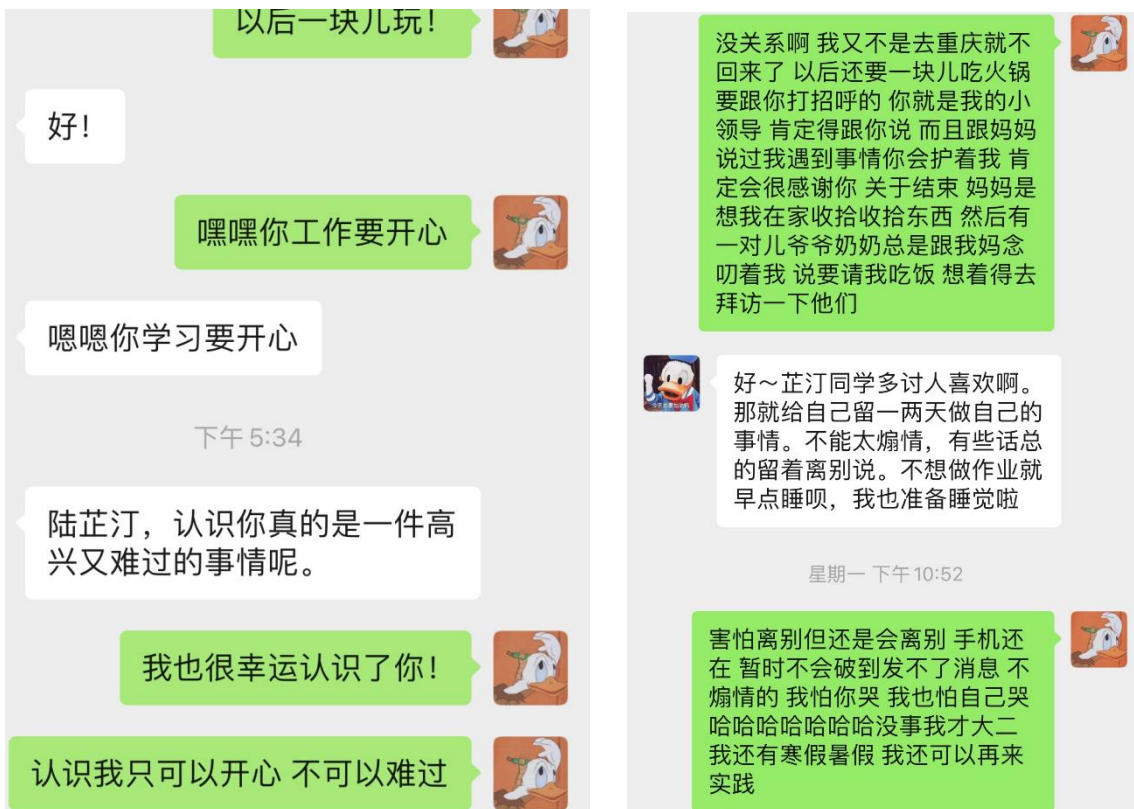 以后一块儿玩！
好！
嘿嘿你工作要开心
嗯嗯你学习要开心
下午 5:34
陆芷汀，认识你真的是一件高
兴又难过的事情呢。
我也很幸运认识了你！
认识我只可以开心 不可以难过
没关系啊 我又不是去重庆就不
回来了 以后还要一块儿吃火锅
要跟你打招呼的 你就是我的小
领导 肯定得跟你说 而且跟妈妈
说过我遇到事情你会护着我 肯
定会很感谢你 关于结束 妈妈是
想我在家收拾收拾东西 然后有
一对儿爷爷奶奶总是跟我妈念
叨着我 说要请我吃饭 想着得去
拜访一下他们
好～芷汀同学多讨人喜欢啊。
那就给自己留一两天做自己的
事情。不能太煽情，有些话总
的留着离别说。不想做作业就
早点睡呗，我也准备睡觉啦
星期一 下午 10:52
害怕离别但还是会离别 手机还
在 暂时不会破到发不了消息 不
煽情的 我怕你哭 我也怕自己哭
哈哈哈哈哈哈哈没事我才大二
我还有寒假暑假 我还可以再来
实践